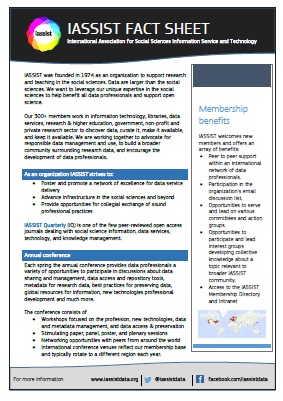 iassist
IASSIST FACT SHEET
International Association for Social Sciences Information Service and Technology
IASSIST was founded in 1974 as an organization to support research
and teaching in the social sciences. Data are larger than the social
sciences. We want to leverage our unique expertise in the social
sciences to help benefit all data professionals and support open
science.
Our 300+ members work in information technology, libraries, data
services, research & higher education, government, non-profit and
private research sector to discover data, curate it, make it available,
and keep it available. We are working together to advocate for
responsible data management and use, to build a broader
community surrounding research data, and encourage the
development of data professionals.
As an organization IASSIST strives to:
• Foster and promote a network of excellence for data service
delivery
• Advance infrastructure in the social sciences and beyond
• Provide opportunities for collegial exchange of sound
professional practices
IASSIST Quarterly (IQ) is one of the few peer-reviewed open access
journals dealing with social science information, data services,
technology, and knowledge management.
Annual conference
Each spring the annual conference provides data professionals a
variety of opportunities to participate in discussions about data
sharing and management, data access and repository tools,
metadata for research data, best practices for preserving data,
global resources for information, new technologies professional
development and much more.
The conference consists of
• Workshops focused on the profession, new technologies, data
and metadata management, and data access & preservation
• Stimulating paper, panel, poster, and plenary sessions
• Networking opportunities with peers from around the world
• International conference venues reflect our membership base
and typically rotate to a different region each year.
Membership
benefits
IASSIST welcomes new
members and offers an
array of benefits
• Peer to peer support
within an international
network of data
professionals.
• Participation in the
organization's email
discussion list.
• Opportunities to serve
and lead on various
committees and action
groups.
• Opportunities to
participate and lead
interest groups
developing collective
knowledge about a
topic relevant to
broader IASSIST
community.
• Access to the IASSIST
Membership Directory
and Intranet
For more information
www.iassistdata.org
@iassistdata
facebook.com/iassistdata